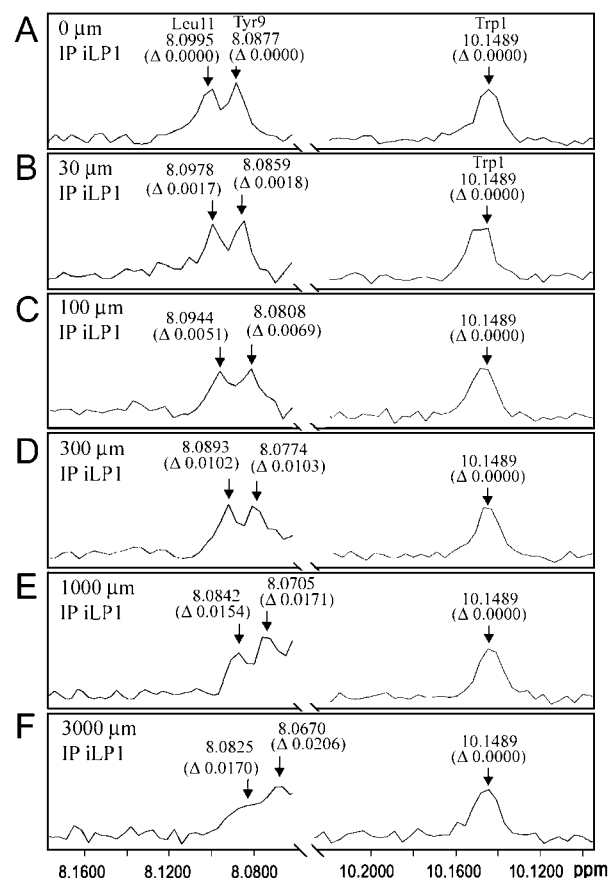 A
0 μm
IP iLP1
Leu11
8.0995
(Δ 0.0000)
Tyr9
8.0877
(Δ 0.0000)
Trp1
10.1489
(Δ 0.0000)
B
30 μm
IP iLP1
8.0978
(Δ 0.0017)
8.0859
(Δ 0.0018)
Trp1
10.1489
(Δ 0.0000)
C
100 μm
IP iLP1
8.0944
(Δ 0.0051)
8.0808
(Δ 0.0069)
10.1489
(Δ 0.0000)
D
300 μm
IP iLP1
8.0893
(Δ 0.0102)
8.0774
(Δ 0.0103)
10.1489
(Δ 0.0000)
E
1000 μm
IP iLP1
8.0842
(Δ 0.0154)
8.0705
(Δ 0.0171)
10.1489
(Δ 0.0000)
F
3000 μm
IP iLP1
8.0825
(Δ 0.0170)
8.0670
(Δ 0.0206)
10.1489
(Δ 0.0000)
8.1600 8.1200 8.0800 10.2000 10.1600 10.1200 ppm